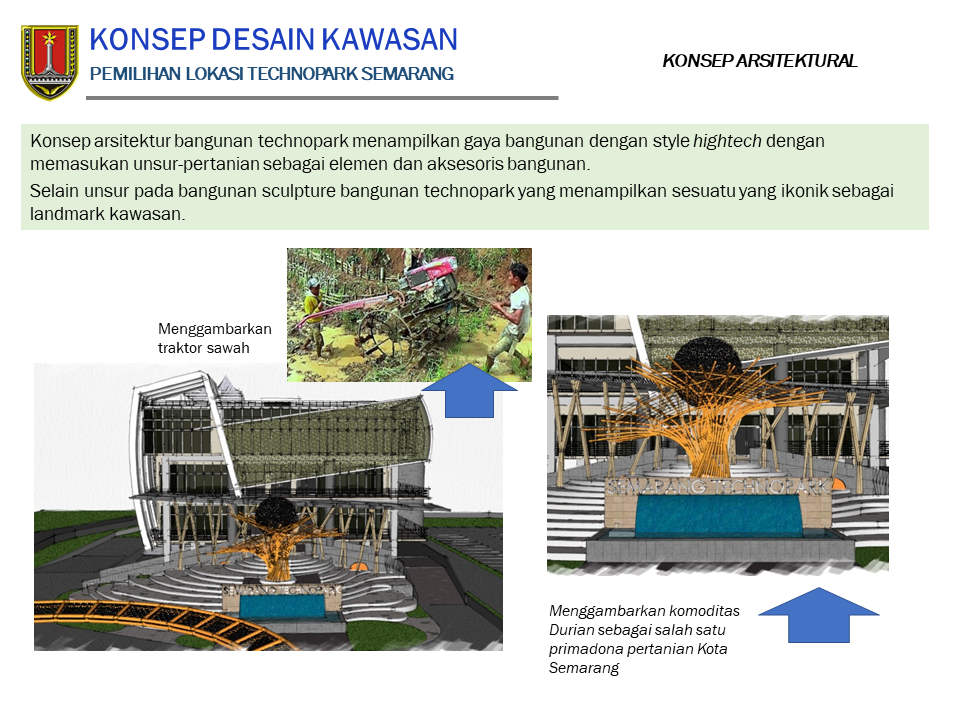 KONSEP DESAIN KAWASAN
PEMILIHAN LOKASI TECHNOPARK SEMARANG
KONSEP ARSITEKTURAL
Konsep arsitektur bangunan technopark menampilkan gaya bangunan dengan style hightech dengan
memasukan unsur-pertanian sebagai elemen dan aksesoris bangunan.
Selain unsur pada bangunan sculpture bangunan technopark yang menampilkan sesuatu yang ikonik sebagai
landmark kawasan.
Menggambarkan
traktor sawah
SEMARANG TECHNOPARK
Menggambarkan komoditas
Durian sebagai salah satu
primadona pertanian Kota
Semarang